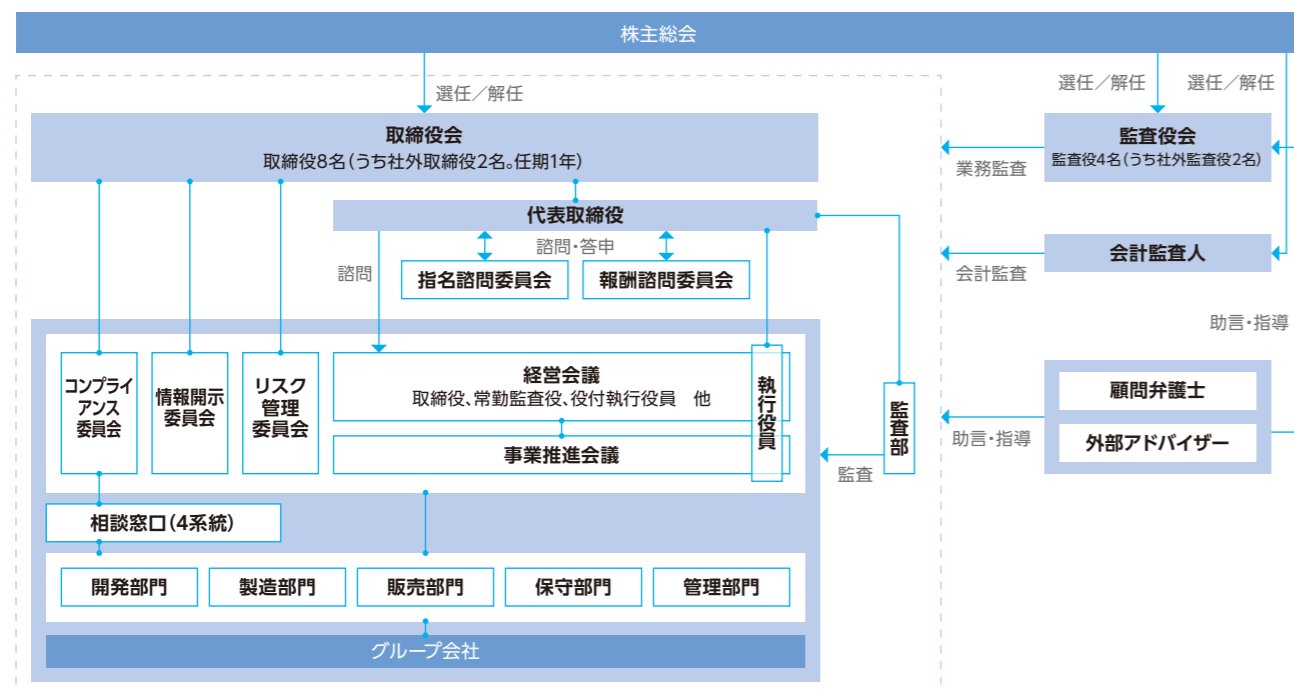 株主総会
選任／解任
選任／解任
選任／解任
取締役会
取締役8名（うち社外取締役2名。任期1年）
監査役会
監査役4名（うち社外監査役2名）
業務監査
代表取締役
諮問・答申
諮問
指名諮問委員会
報酬諮問委員会
会計監査人
会計監査
助言・指導
コンプライ
アンス
委員会
情報開示
委員会
リスク
管理
委員会
経営会議
取締役、常勤監査役、役付執行役員　他
事業推進会議
執行役員
監査部
監査
顧問弁護士
外部アドバイザー
助言・指導
相談窓口（4系統）
開発部門
製造部門
販売部門
保守部門
管理部門
グループ会社